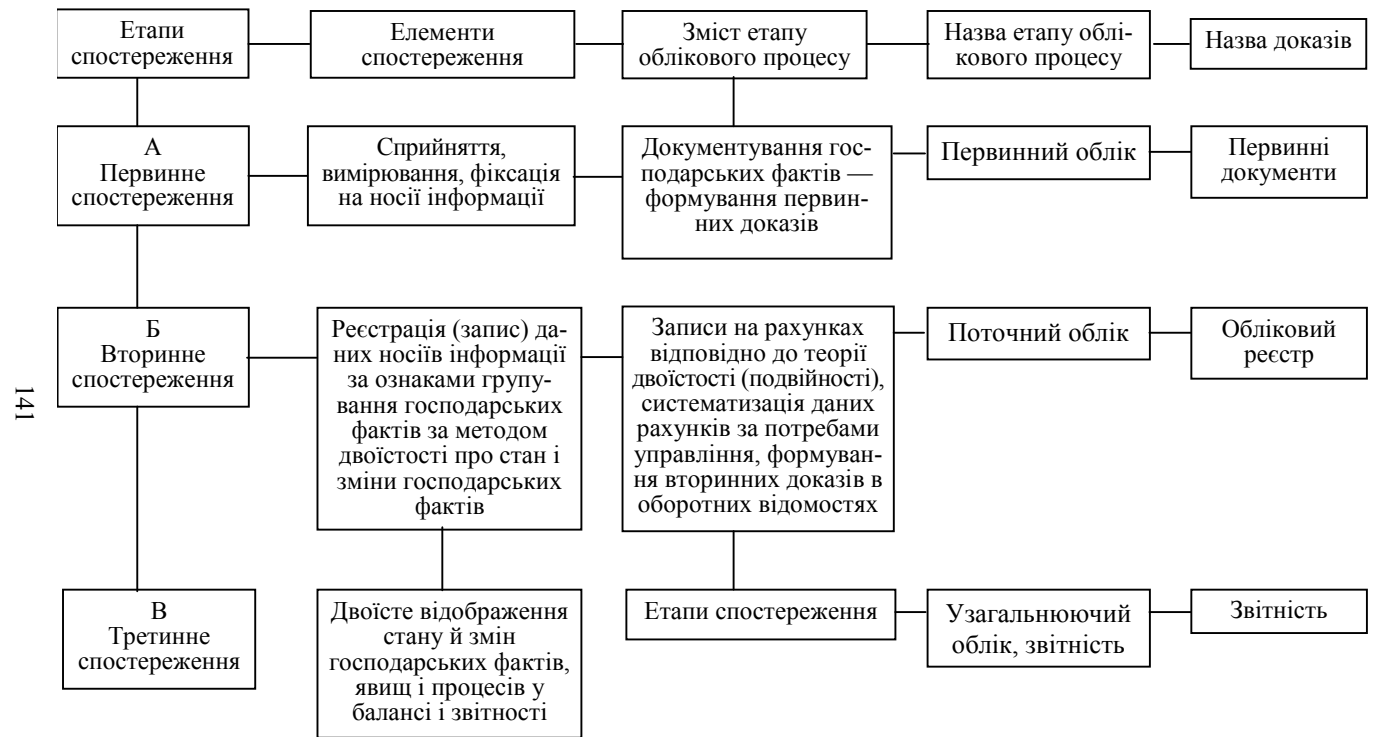 Етапи
спостереження
Елементи
спостереження
Зміст етапу
облікового процесу
Назва етапу облі-
кового процесу
Назва доказів
А
Первинне
спостереження
Сприйняття,
вимірювання, фіксація
на носії інформації
Документування гос-
подарських фактів —
формування первин-
них доказів
Первинний облік
Первинні
документи
Б
Вторинне
спостереження
Реєстрація (запис) да-
них носіїв інформації
за ознаками групу-
вання господарських
фактів за методом
двоїстості про стан і
зміни господарських
фактів
Записи на рахунках
відповідно до теорії
двоїстості (подвійності),
систематизація даних
рахунків за потребами
управління, формуван-
ня вторинних доказів в
оборотних відомостях
Поточний облік
Обліковий
реєстр
141
В
Третинне
спостереження
Двоїсте відображення
стану й змін
господарських фактів,
явищ і процесів у
балансі і звітності
Етапи спостереження
Узагальнюючий
облік, звітність
Звітність